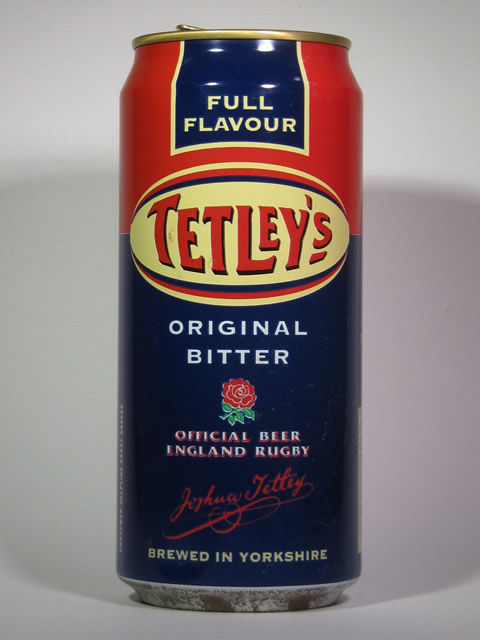 FULL
FLAVOUR
TETLEY'S
ORIGINAL
BITTER
OFFICIAL BEER
ENGLAND RUGBY
Joshua Tetley
BREWED IN YORKSHIRE